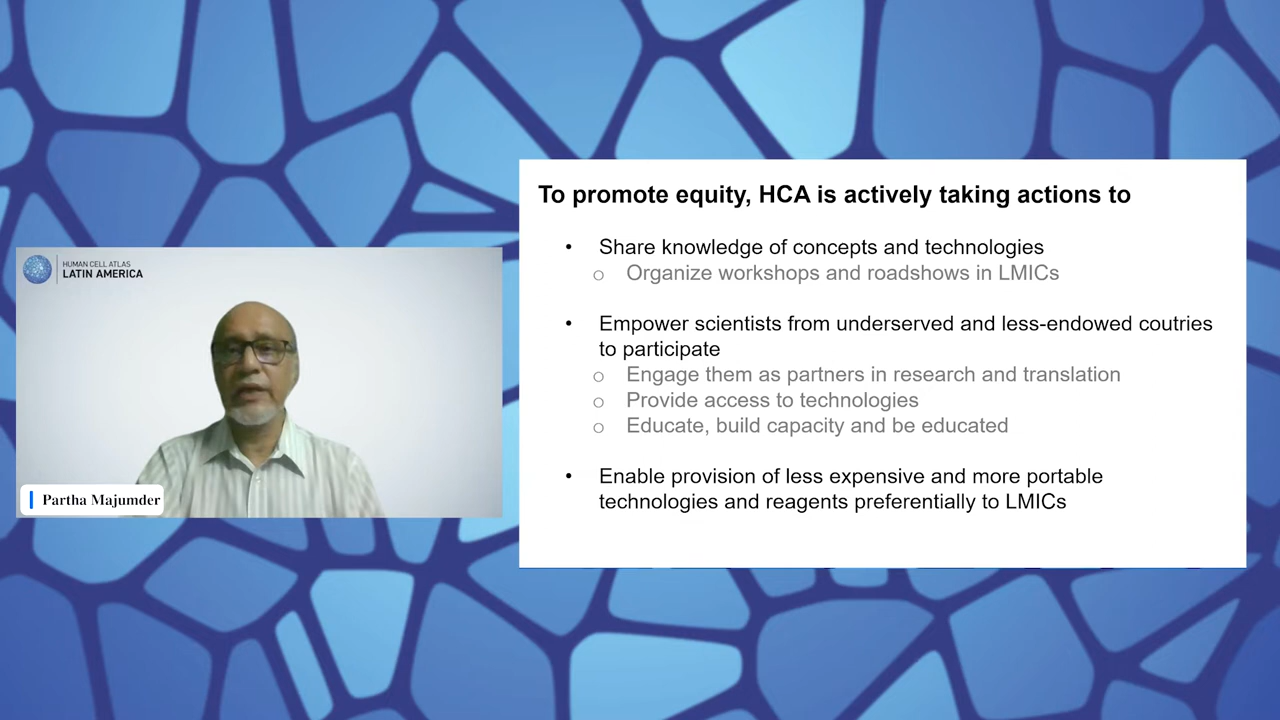 HUMAN CELL ATLAS
LATIN AMERICA
Partha Majumder
To promote equity, HCA is actively taking actions to
• Share knowledge of concepts and technologies
o Organize workshops and roadshows in LMICs
• Empower scientists from underserved and less-endowed coutries
to participate
o Engage them as partners in research and translation
o Provide access to technologies
o Educate, build capacity and be educated
• Enable provision of less expensive and more portable
technologies and reagents preferentially to LMICs